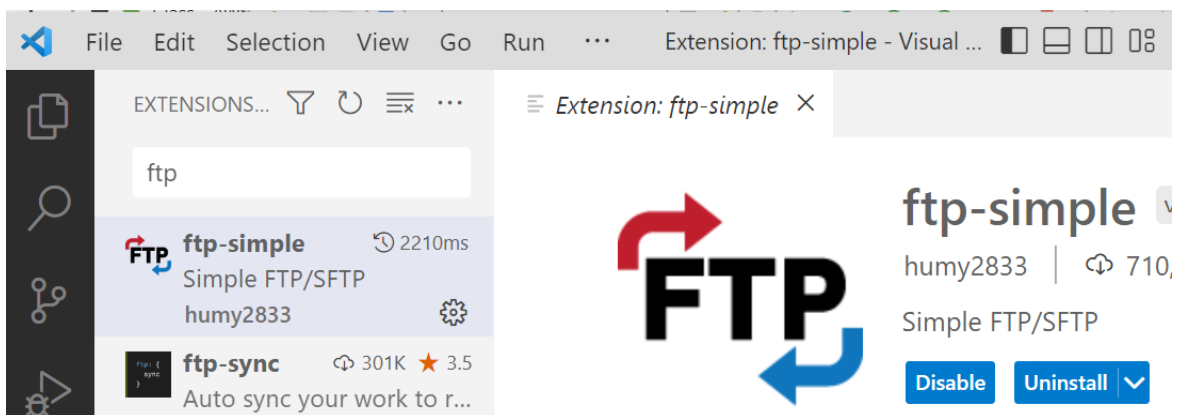 File Edit Selection View Go Run ··· Extension: ftp-simple - Visual ...
EXTENSIONS... ···
Extension: ftp-simple
ftp
ftp-simple 2210ms
Simple FTP/SFTP
humy2833
ftp-sync 301K ★ 3.5
Auto sync your work to r...
FTP
FTP
ftp-simple
humy2833 710,
Simple FTP/SFTP
Disable Uninstall